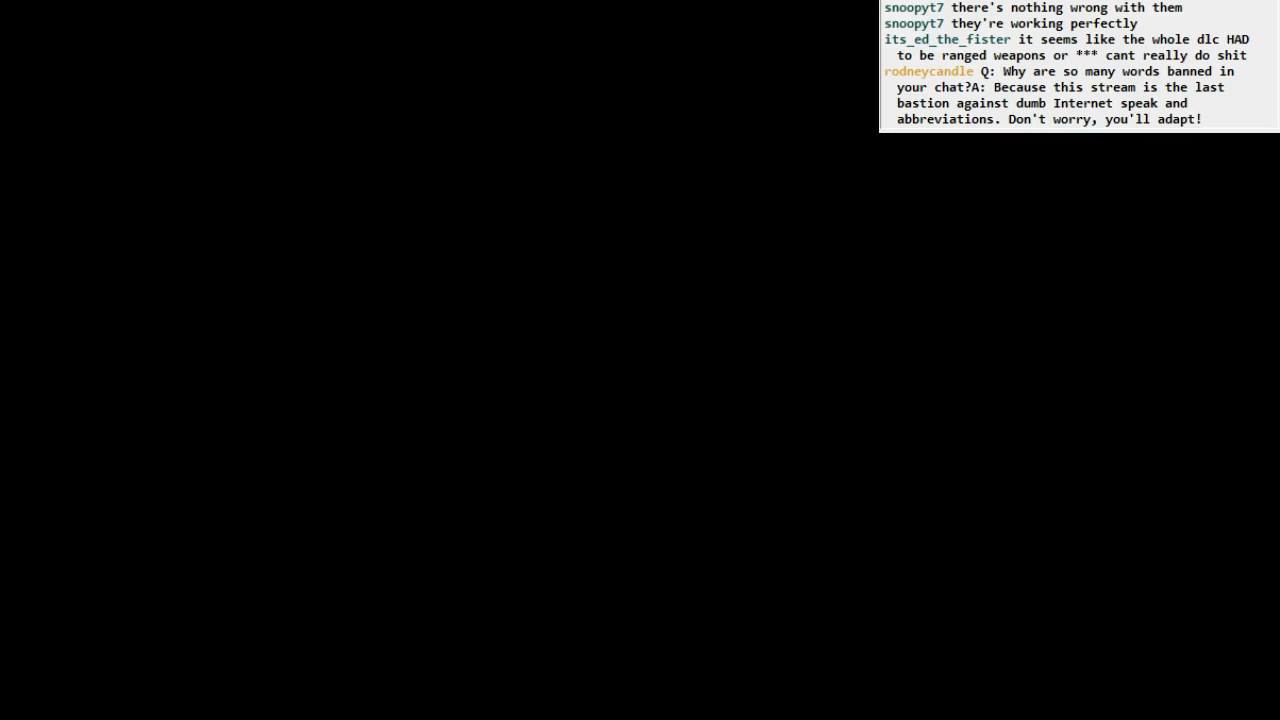 snoopyt7 there's nothing wrong with them
snoopyt7 they're working perfectly
its_ed_the_fister it seems like the whole dlc HAD
to be ranged weapons or *** cant really do shit
rodneycandle Q: Why are so many words banned in
your chat?A: Because this stream is the last
bastion against dumb Internet speak and
abbreviations. Don't worry, you'll adapt!